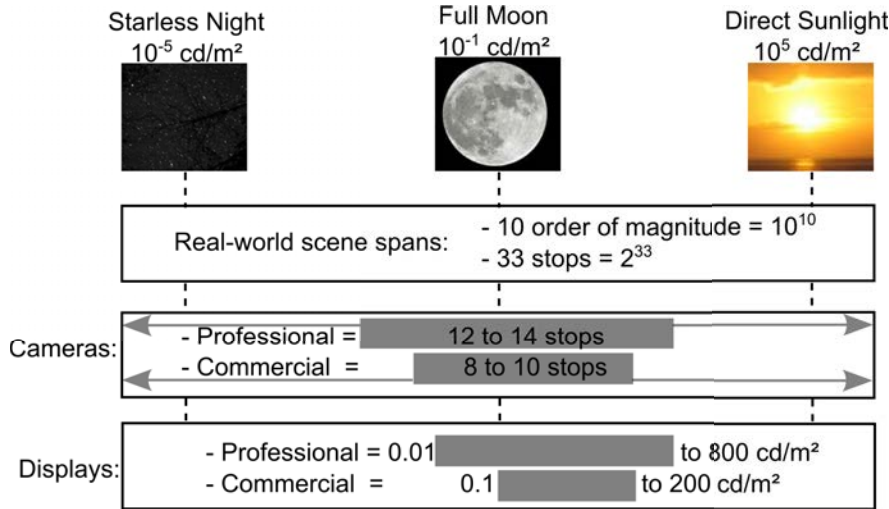 Starless Night
10⁻⁵ cd/m²
Full Moon
10⁻¹ cd/m²
Direct Sunlight
10⁵ cd/m²
Real-world scene spans:
- 10 order of magnitude = 10¹⁰
- 33 stops = 2³³
Cameras:
- Professional = 12 to 14 stops
- Commercial = 8 to 10 stops
Displays:
- Professional = 0.01 to 800 cd/m²
- Commercial = 0.1 to 200 cd/m²